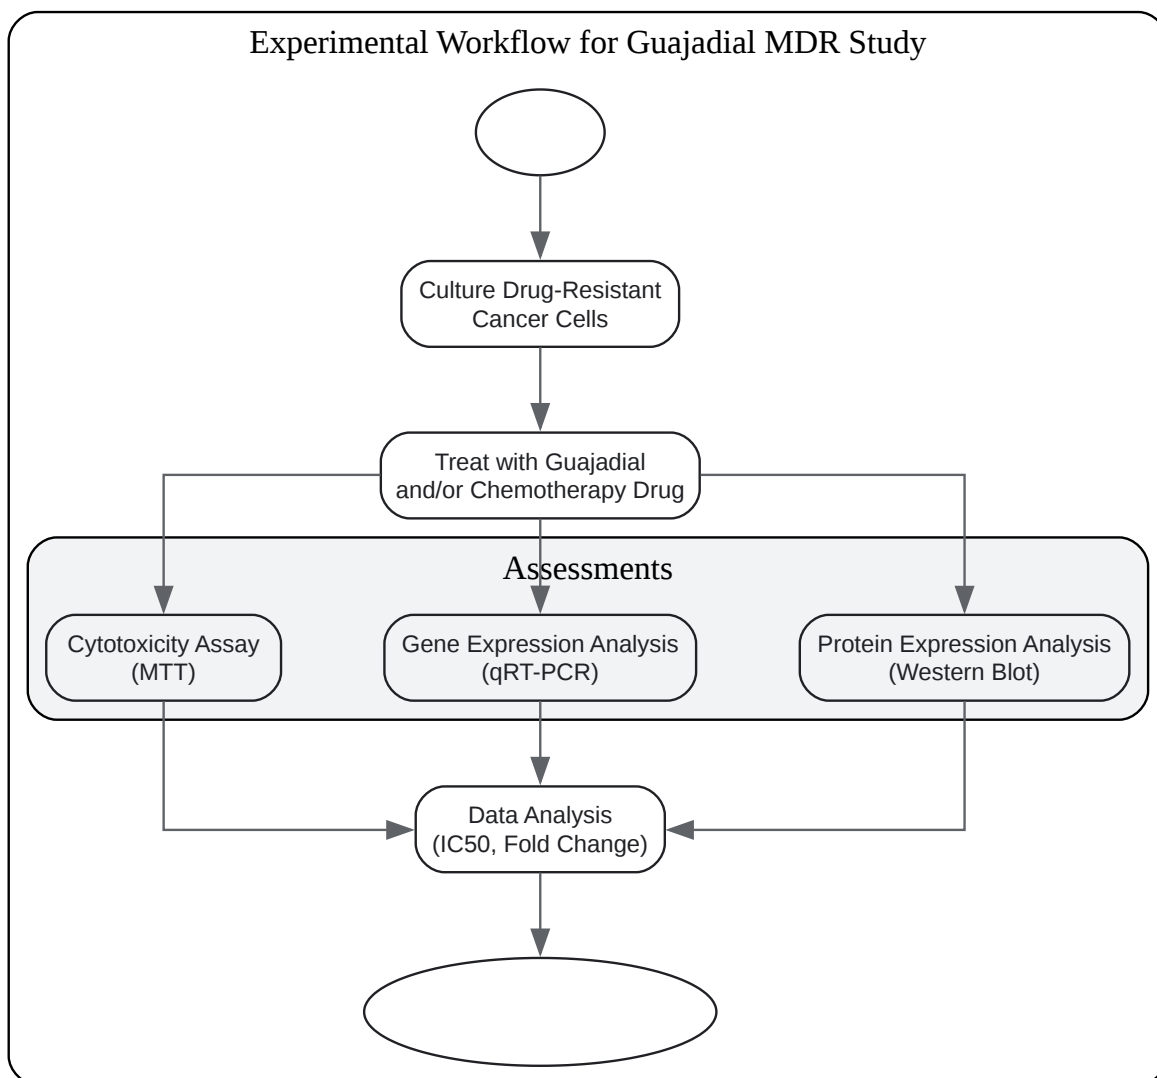 Experimental Workflow for Guajadial MDR Study
Culture Drug-Resistant
Cancer Cells
Treat with Guajadial
and/or Chemotherapy Drug
Assessments
Cytotoxicity Assay
(MTT)
Gene Expression Analysis
(qRT-PCR)
Protein Expression Analysis
(Western Blot)
Data Analysis
(IC50, Fold Change)